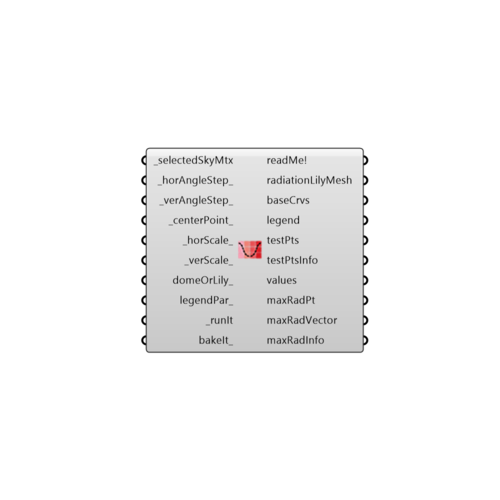 _selectedSkyMtx readMe!
_horAngleStep_ radiationLilyMesh
_verAngleStep_ baseCrvs
_centerPoint_ legend
_horScale_ testPts
_verScale_ testPtsInfo
domeOrLily_ values
legendPar_ maxRadPt
_runIt maxRadVector
bakeIt_ maxRadInfo